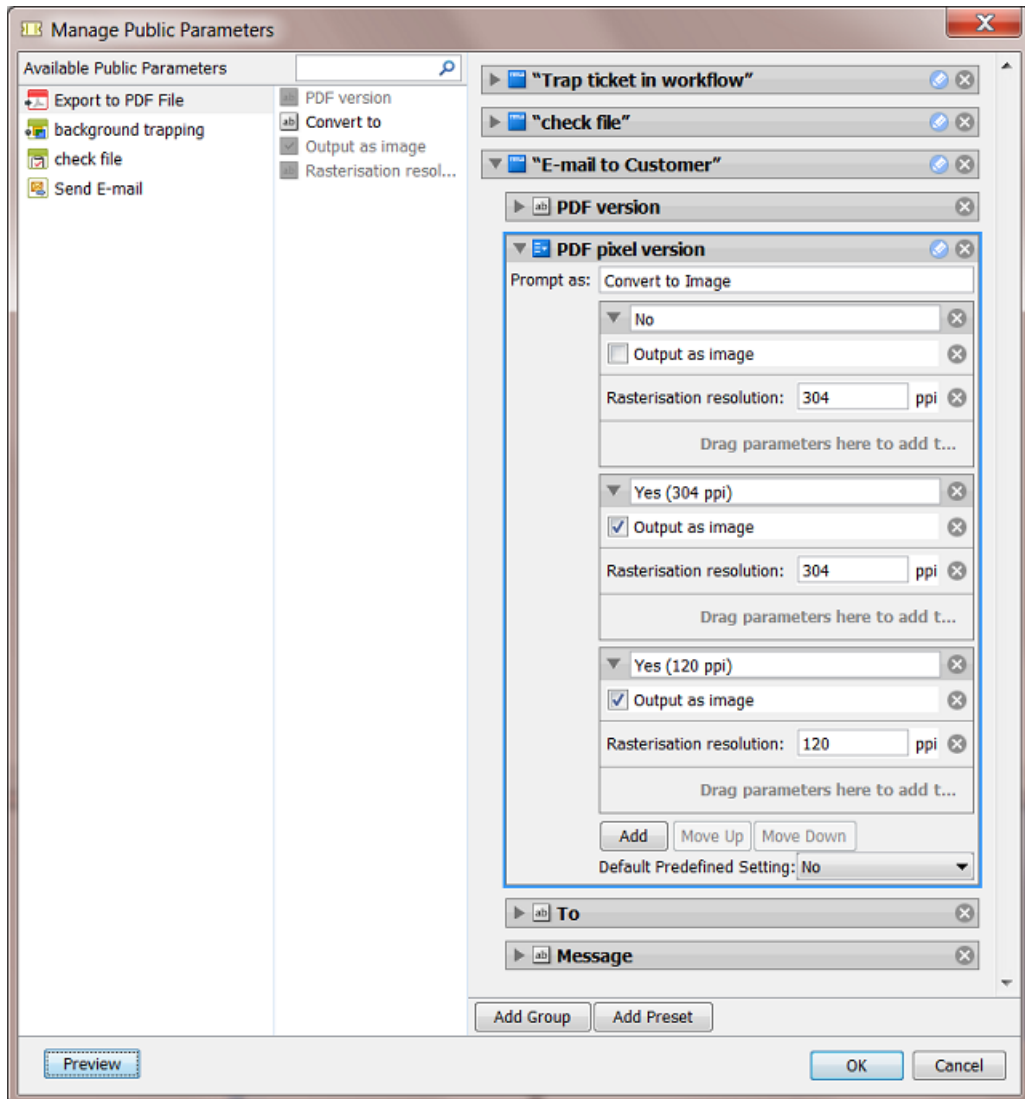 Manage Public Parameters
Available Public Parameters
Export to PDF File
background trapping
check file
Send E-mail
PDF version
Convert to
Output as image
Rasterisation resol...
"Trap ticket in workflow"
"check file"
"E-mail to Customer"
PDF version
PDF pixel version
Prompt as: Convert to Image
No
Output as image
Rasterisation resolution: 304 ppi
Drag parameters here to add t...
Yes (304 ppi)
Output as image
Rasterisation resolution: 304 ppi
Drag parameters here to add t...
Yes (120 ppi)
Output as image
Rasterisation resolution: 120 ppi
Drag parameters here to add t...
Add Move Up Move Down
Default Predefined Setting: No
To
Message
Add Group Add Preset
Preview OK Cancel